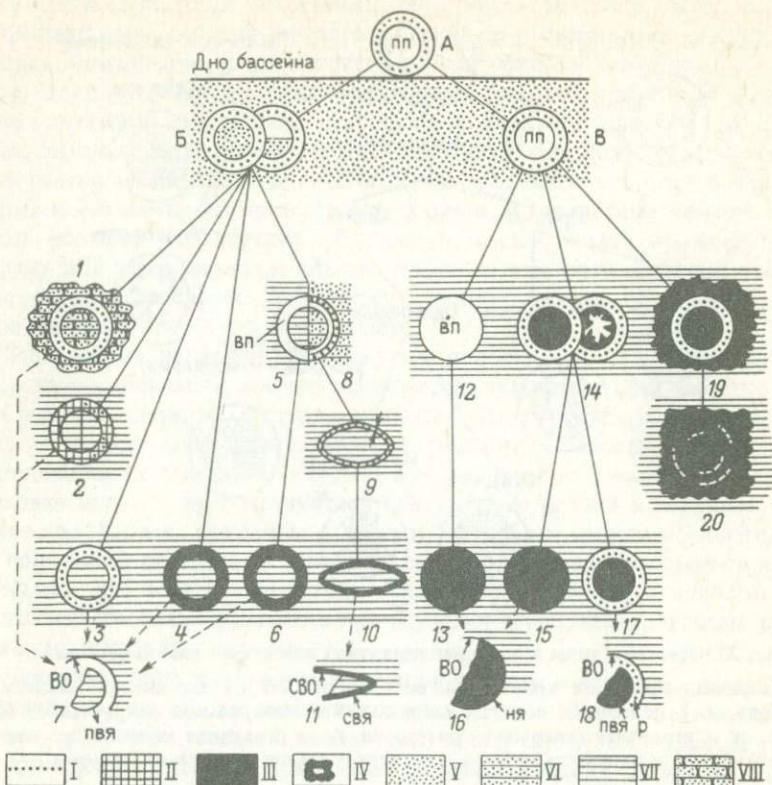 пп А
Дно бассейна
Б пп В
1
вп
5 8
вп
12 14 19
2
9
20
3 4 6 10 13 15 17
ВО
7
пвя
СВО
11 свя
ВО
16 ня
ВО
18 пвя
I II III IV V VI VII VIII